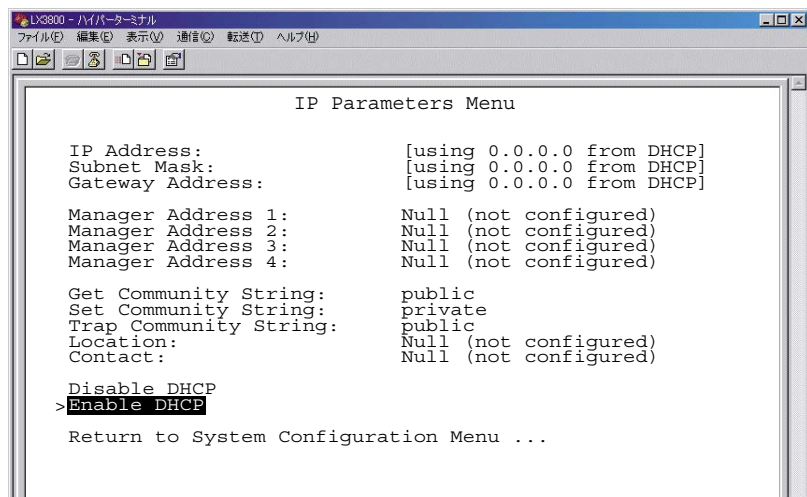 LX3800 - ハイパーターミナル
ファイル(F) 編集(E) 表示(V) 通信(C) 転送(T) ヘルプ(H)
IP Parameters Menu
IP Address: [using 0.0.0.0 from DHCP]
Subnet Mask: [using 0.0.0.0 from DHCP]
Gateway Address: [using 0.0.0.0 from DHCP]
Manager Address 1: Null (not configured)
Manager Address 2: Null (not configured)
Manager Address 3: Null (not configured)
Manager Address 4: Null (not configured)
Get Community String: public
Set Community String: private
Trap Community String: public
Location: Null (not configured)
Contact: Null (not configured)
Disable DHCP
>Enable DHCP
Return to System Configuration Menu ...